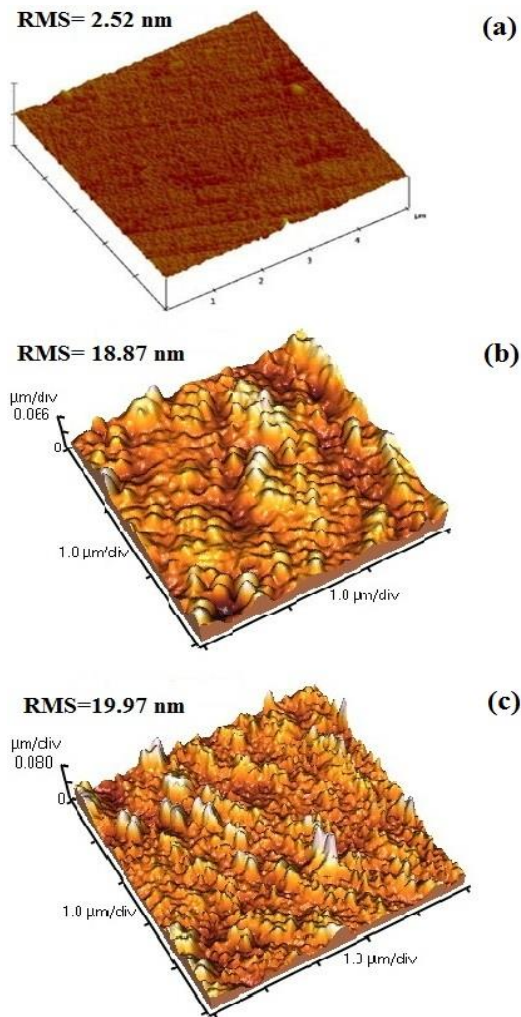 RMS= 2.52 nm
(a)
1
2
3
4
µm
RMS= 18.87 nm
(b)
µm/div
0.066
0
1.0 µm/div
1.0 µm/div
RMS=19.97 nm
(c)
µm/div
0.080
0
1.0 µm/div
1.0 µm/div